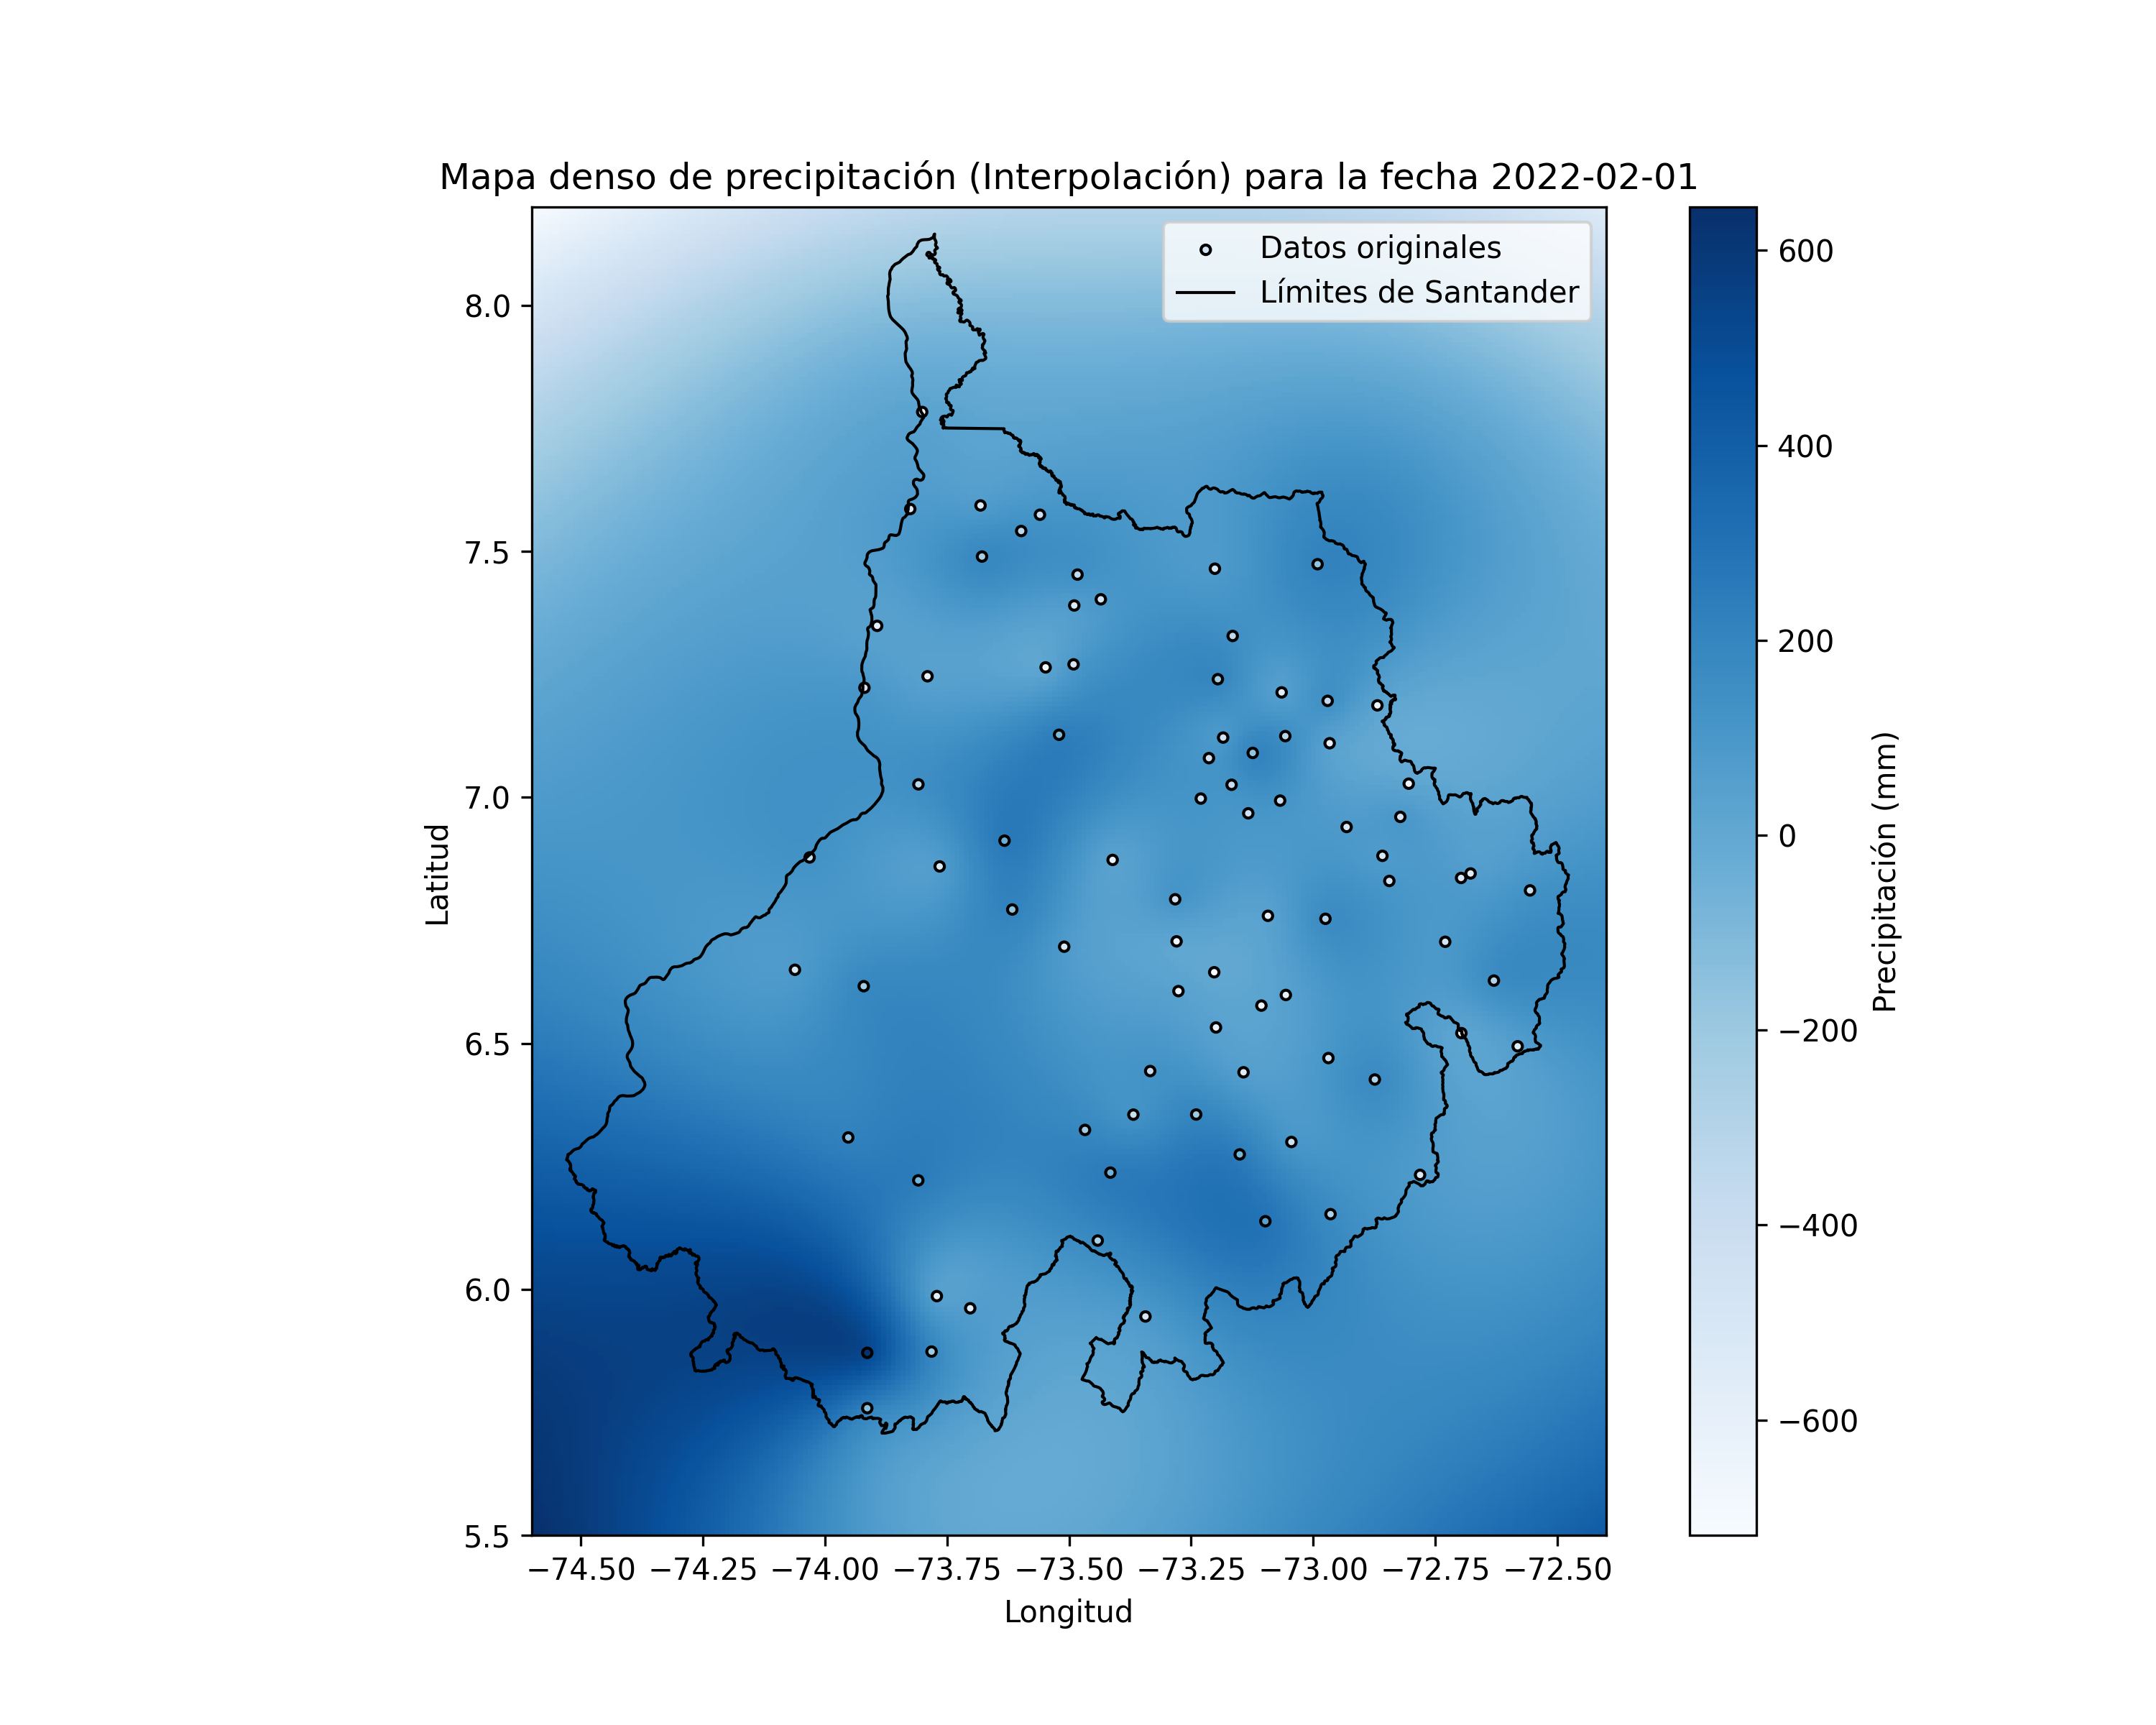 Mapa denso de precipitación (Interpolación) para la fecha 2022-02-01
Datos originales
Límites de Santander
8.0
7.5
7.0
6.5
6.0
5.5
Latitud
−74.50 −74.25 −74.00 −73.75 −73.50 −73.25 −73.00 −72.75 −72.50
Longitud
600
400
200
0
−200
−400
−600
Precipitación (mm)